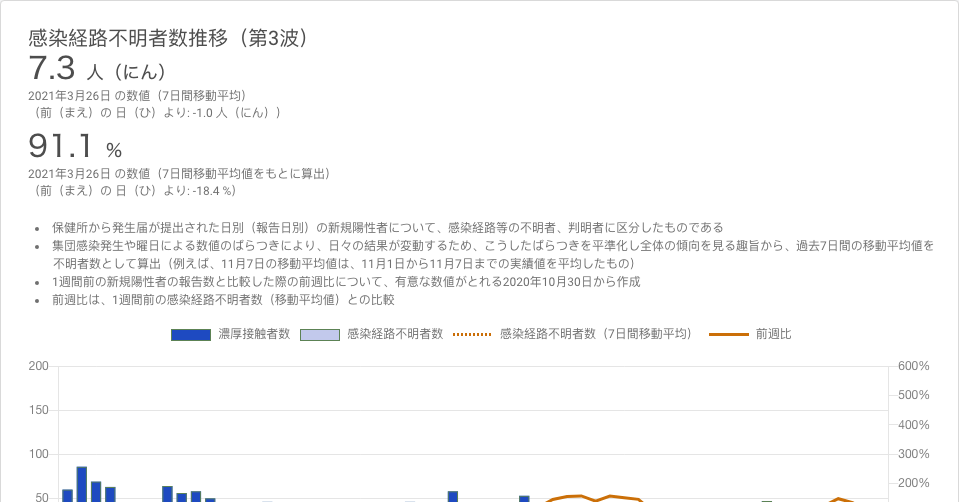 感染経路不明者数推移（第3波）
7.3 人（にん）
2021年3月26日 の数値（7日間移動平均）
（前（まえ）の 日（ひ）より: -1.0 人（にん））
91.1 %
2021年3月26日 の数値（7日間移動平均値をもとに算出）
（前（まえ）の 日（ひ）より: -18.4 %）
• 保健所から発生届が提出された日別（報告日別）の新規陽性者について、感染経路等の不明者、判明者に区分したものである
• 集団感染発生や曜日による数値のばらつきにより、日々の結果が変動するため、こうしたばらつきを平準化し全体の傾向を見る趣旨から、過去7日間の移動平均値を
不明者数として算出（例えば、11月7日の移動平均値は、11月1日から11月7日までの実績値を平均したもの）
• 1週間前の新規陽性者の報告数と比較した際の前週比について、有意な数値がとれる2020年10月30日から作成
• 前週比は、1週間前の感染経路不明者数（移動平均値）との比較
濃厚接触者数 感染経路不明者数 感染経路不明者数（7日間移動平均） 前週比
200 600%
500%
150
400%
100 300%
200%
50